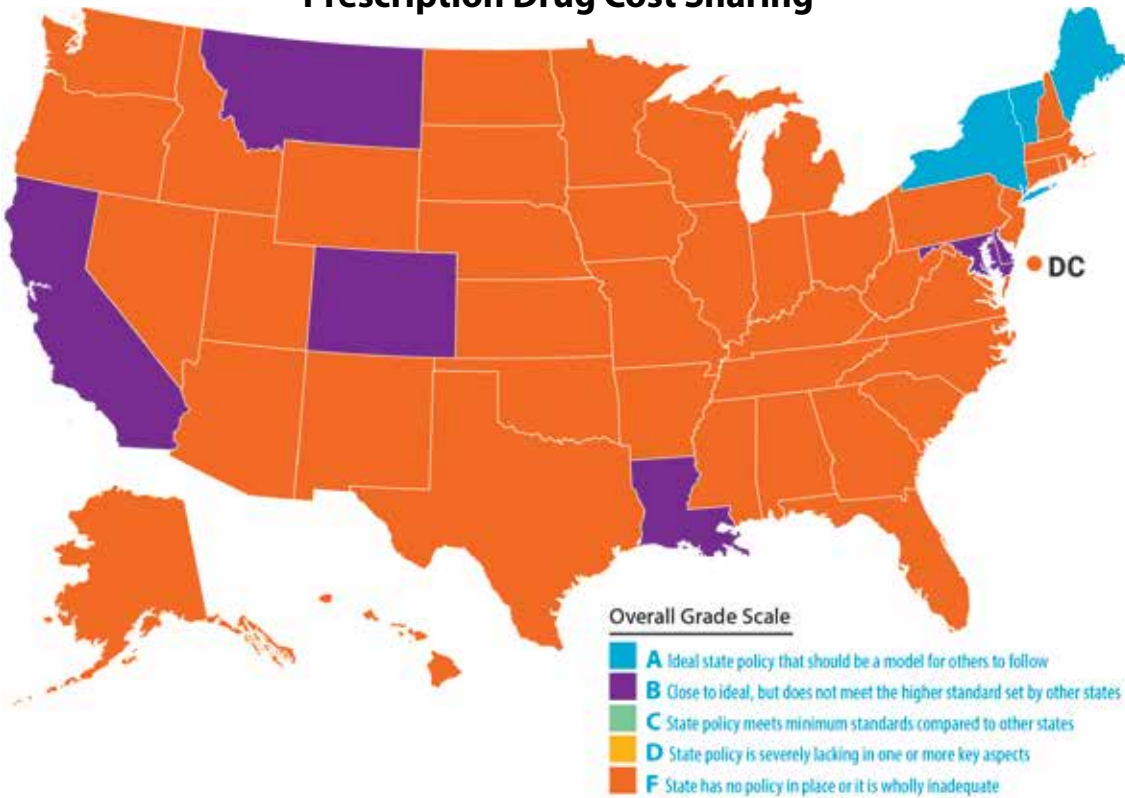 Prescription Drug Cost Sharing
DC
Overall Grade Scale
A Ideal state policy that should be a model for others to follow
B Close to ideal, but does not meet the higher standard set by other states
C State policy meets minimum standards compared to other states
D State policy is severely lacking in one or more key aspects
F State has no policy in place or it is wholly inadequate